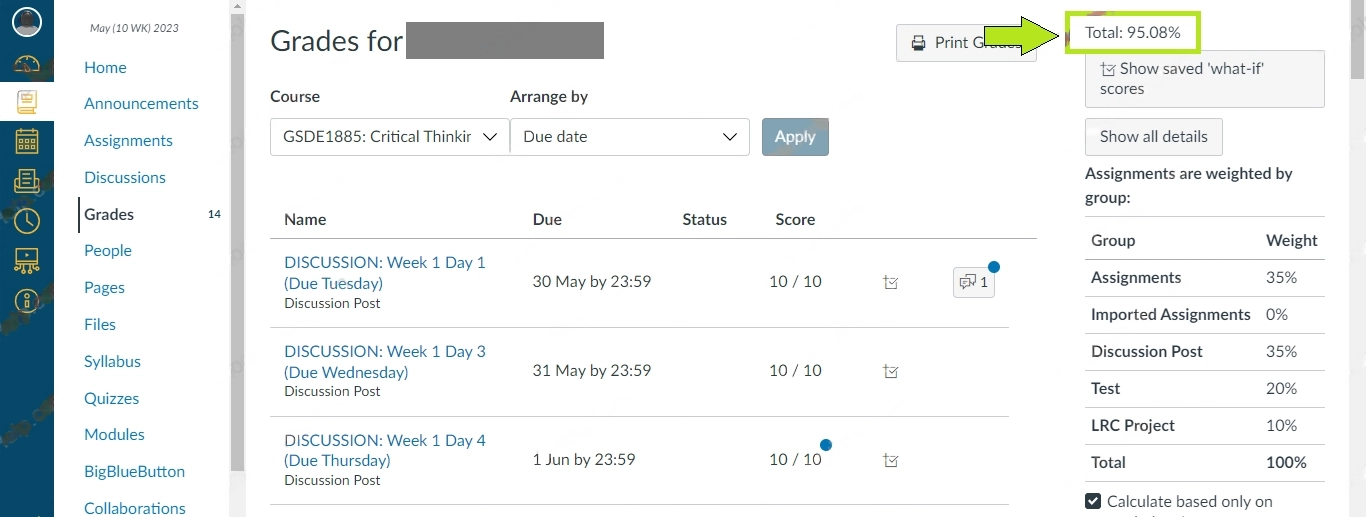 May (10 WK) 2023
Home
Announcements
Assignments
Discussions
Grades 14
People
Pages
Files
Syllabus
Quizzes
Modules
BigBlueButton
Collaborations
Grades for
Print
Course
Arrange by
GSDE1885: Critical Thinkin
Due date
Apply
Name Due Status Score
DISCUSSION: Week 1 Day 1
(Due Tuesday)
Discussion Post
30 May by 23:59 10 / 10 1
DISCUSSION: Week 1 Day 3
(Due Wednesday)
Discussion Post
31 May by 23:59 10 / 10
DISCUSSION: Week 1 Day 4
(Due Thursday)
Discussion Post
1 Jun by 23:59 10 / 10
Total: 95.08%
Show saved 'what-if'
scores
Show all details
Assignments are weighted by
group:
Group Weight
Assignments 35%
Imported Assignments 0%
Discussion Post 35%
Test 20%
LRC Project 10%
Total 100%
Calculate based only on